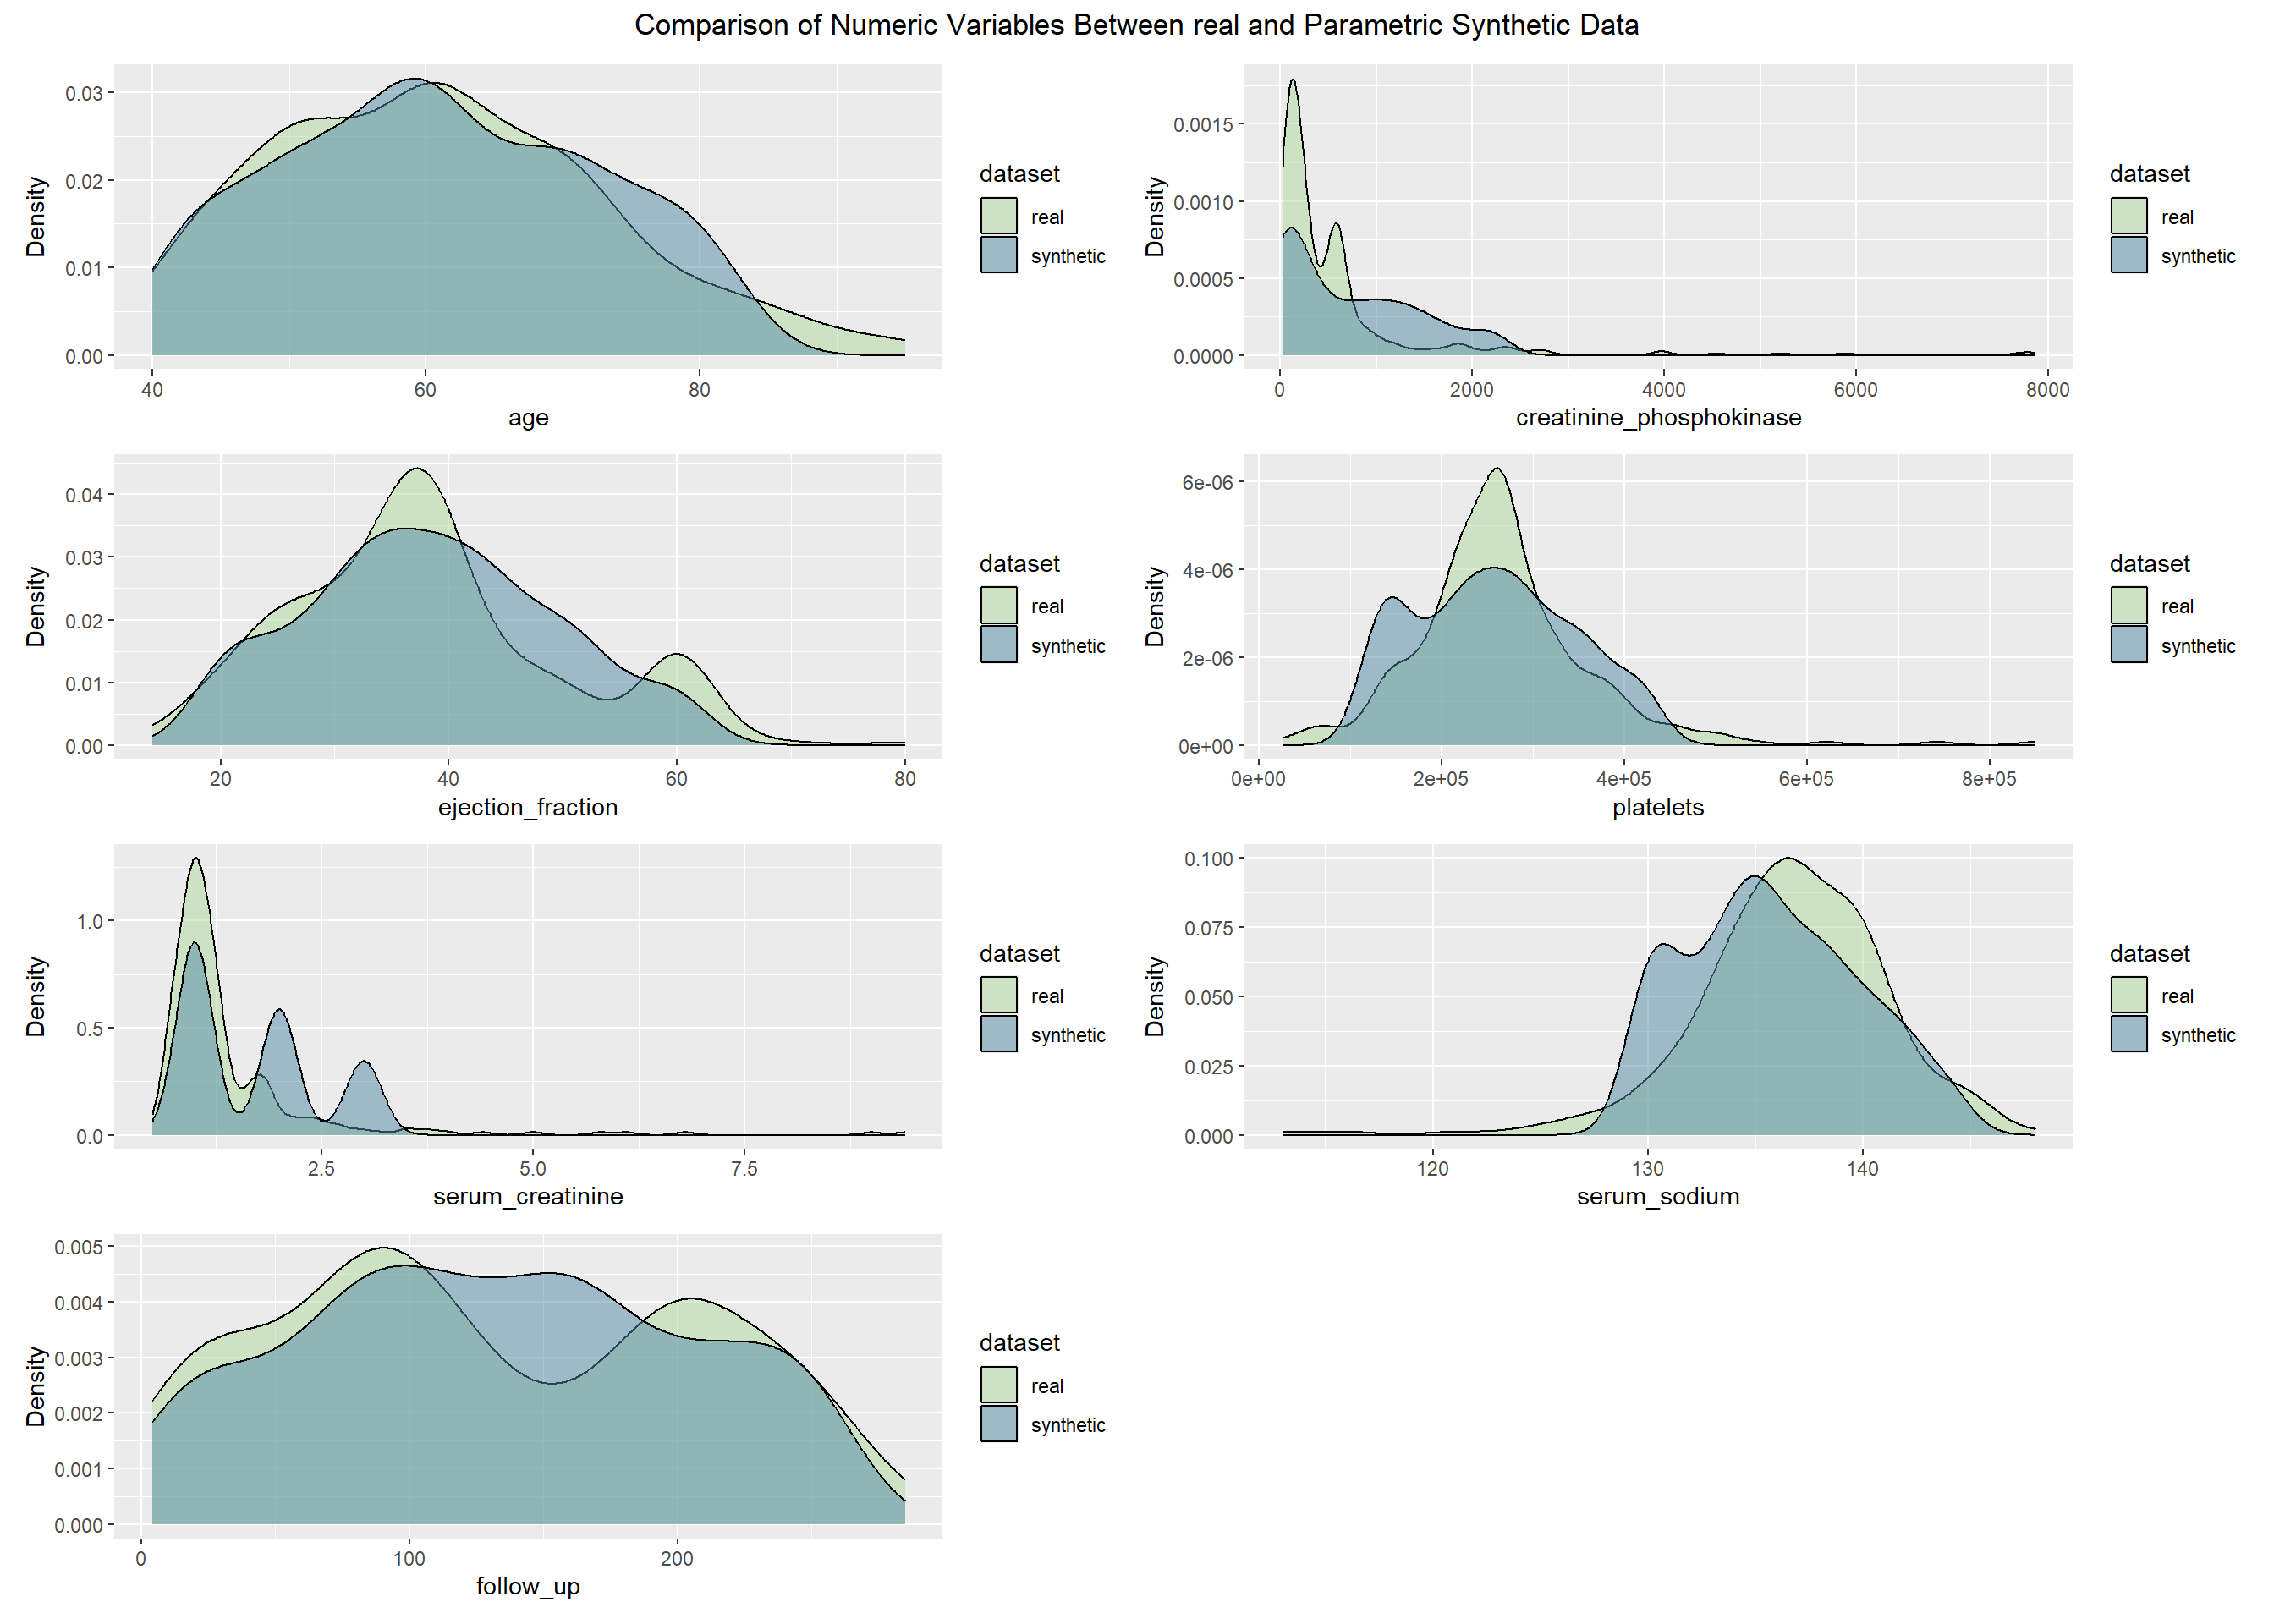 Comparison of Numeric Variables Between real and Parametric Synthetic Data
Density
0.03
0.02
0.01
0.00
40
60
80
age
dataset
real
synthetic
Density
0.0015
0.0010
0.0005
0.0000
0
2000
4000
6000
8000
creatinine_phosphokinase
dataset
real
synthetic
Density
0.04
0.03
0.02
0.01
0.00
20
40
60
80
ejection_fraction
dataset
real
synthetic
Density
6e-06
4e-06
2e-06
0e+00
0e+00
2e+05
4e+05
6e+05
8e+05
platelets
dataset
real
synthetic
Density
1.0
0.5
0.0
2.5
5.0
7.5
serum_creatinine
dataset
real
synthetic
Density
0.100
0.075
0.050
0.025
0.000
120
130
140
serum_sodium
dataset
real
synthetic
Density
0.005
0.004
0.003
0.002
0.001
0.000
0
100
200
follow_up
dataset
real
synthetic